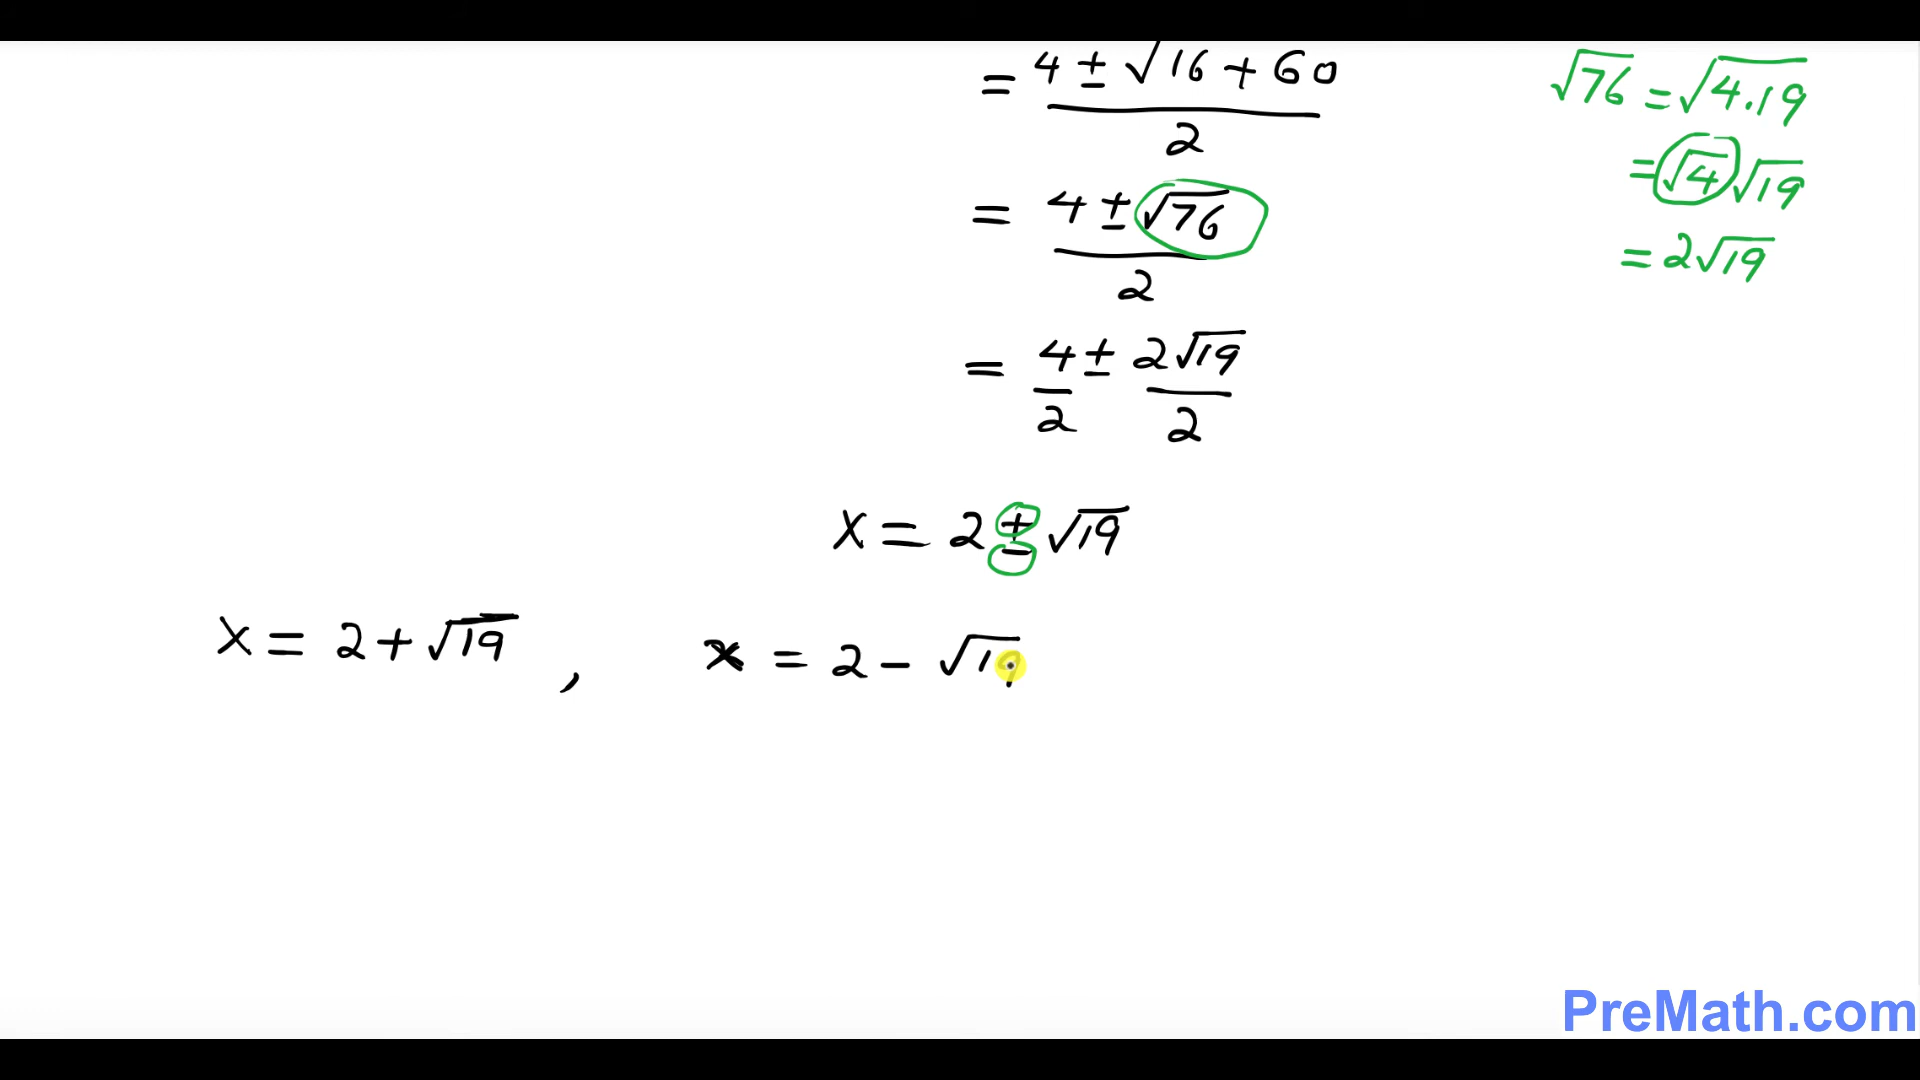 = (4 ± √16 + 60) / 2
= (4 ± √76) / 2
= 4/2 ± 2√19/2
x = 2 ± √19
x = 2 + √19 , x = 2 - √19
√76 = √4.19
= √4 √19
= 2√19
PreMath.com